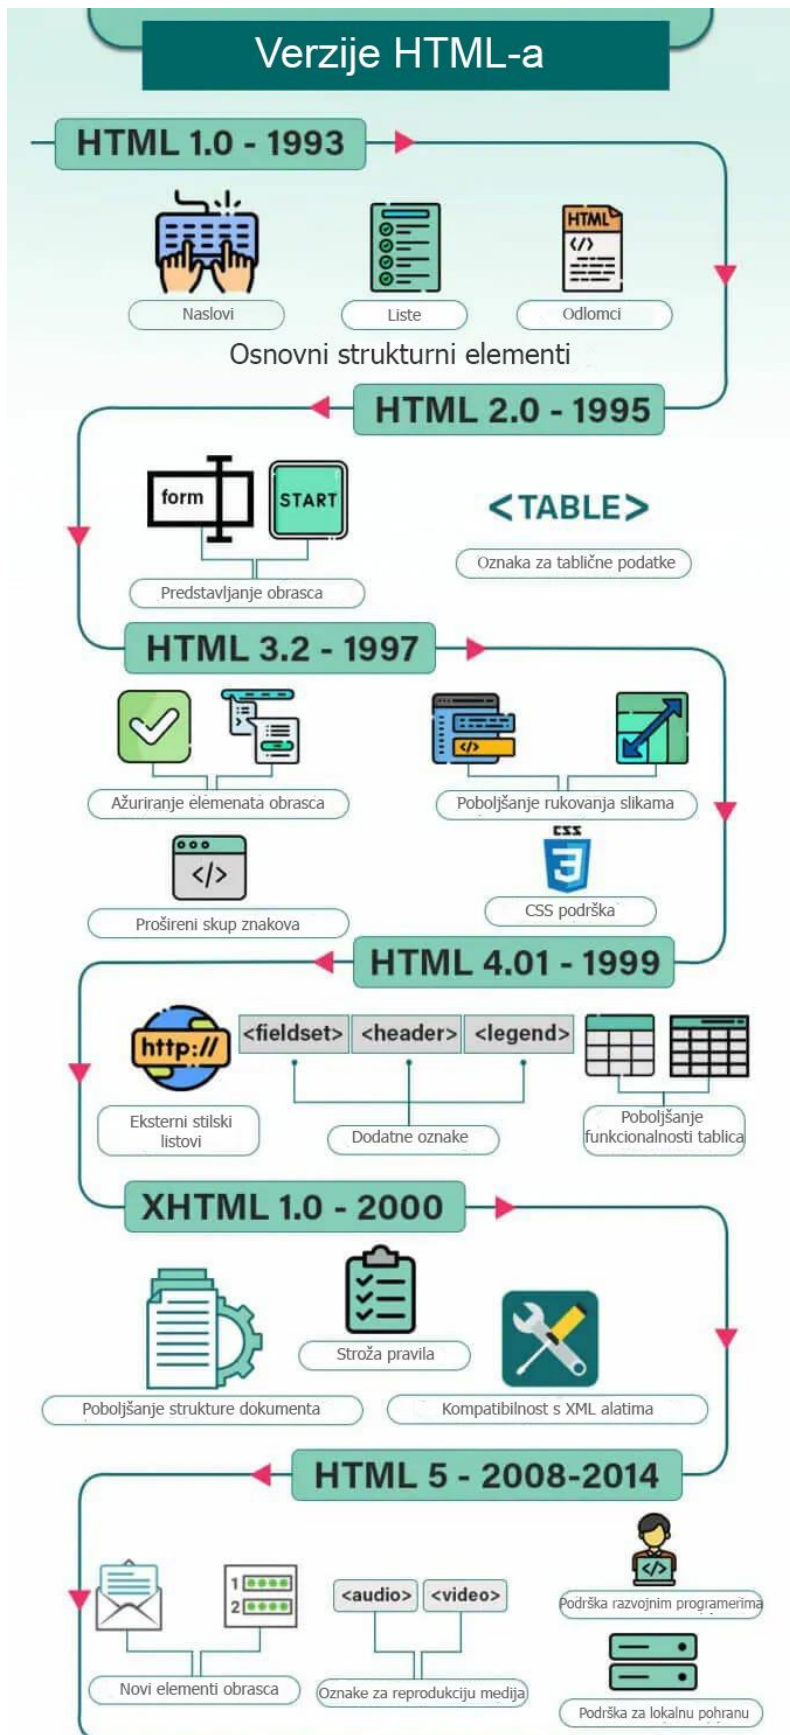 Verzije HTML-a
HTML 1.0 - 1993
HTML
</>
Naslovi
Liste
Odlomci
Osnovni strukturni elementi
HTML 2.0 - 1995
form
START
<TABLE>
Predstavljanje obrasca
Oznaka za tablične podatke
HTML 3.2 - 1997
</>
Ažuriranje elemenata obrasca
Poboljšanje rukovanja slikama
</>
CSS
3
Prošireni skup znakova
CSS podrška
HTML 4.01 - 1999
http://
<fieldset>
<header>
<legend>
Eksterni stilski
listovi
Dodatne oznake
Poboljšanje
funkcionalnosti tablica
XHTML 1.0 - 2000
Stroža pravila
Poboljšanje strukture dokumenta
Kompatibilnost s XML alatima
HTML 5 - 2008-2014
1
2
<audio>
<video>
</>
Podrška razvojnim programerima
Novi elementi obrasca
Oznake za reprodukciju medija
Podrška za lokalnu pohranu